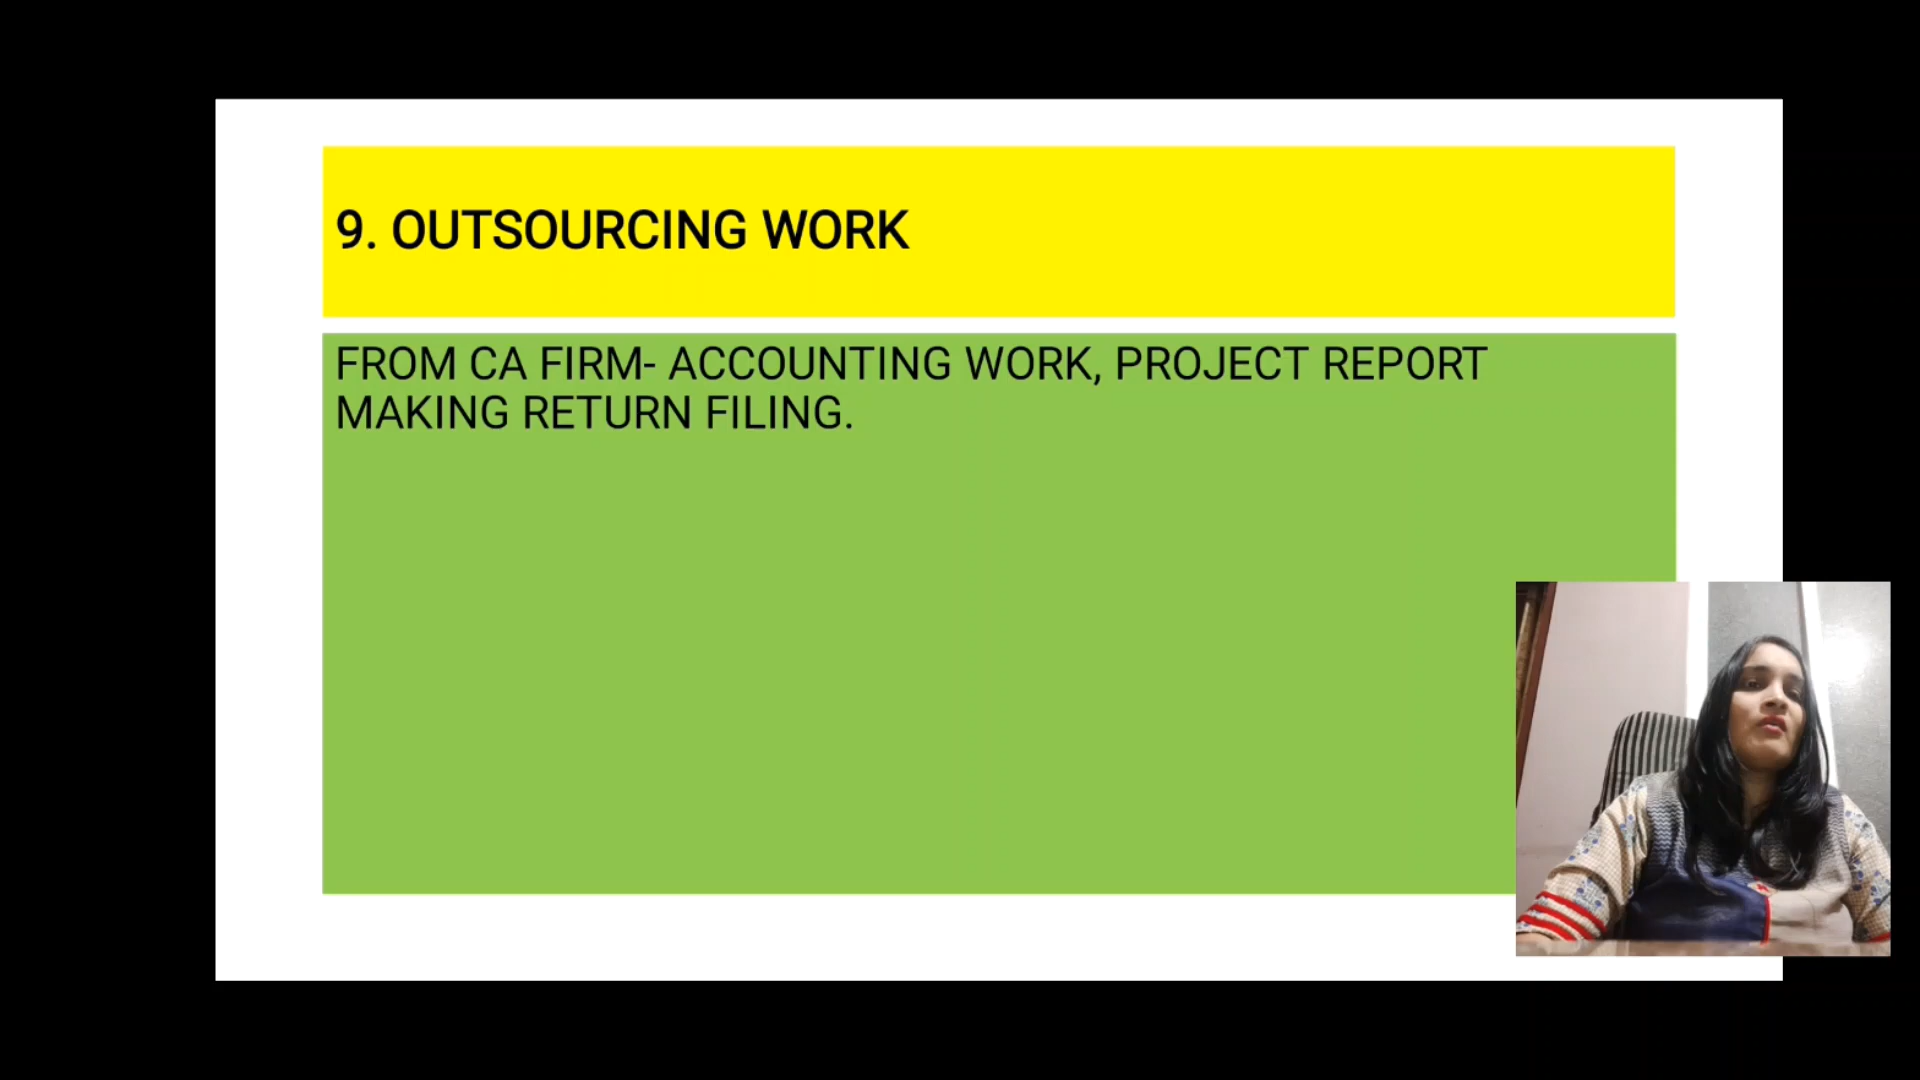 9. OUTSOURCING WORK
FROM CA FIRM- ACCOUNTING WORK, PROJECT REPORT
MAKING RETURN FILING.